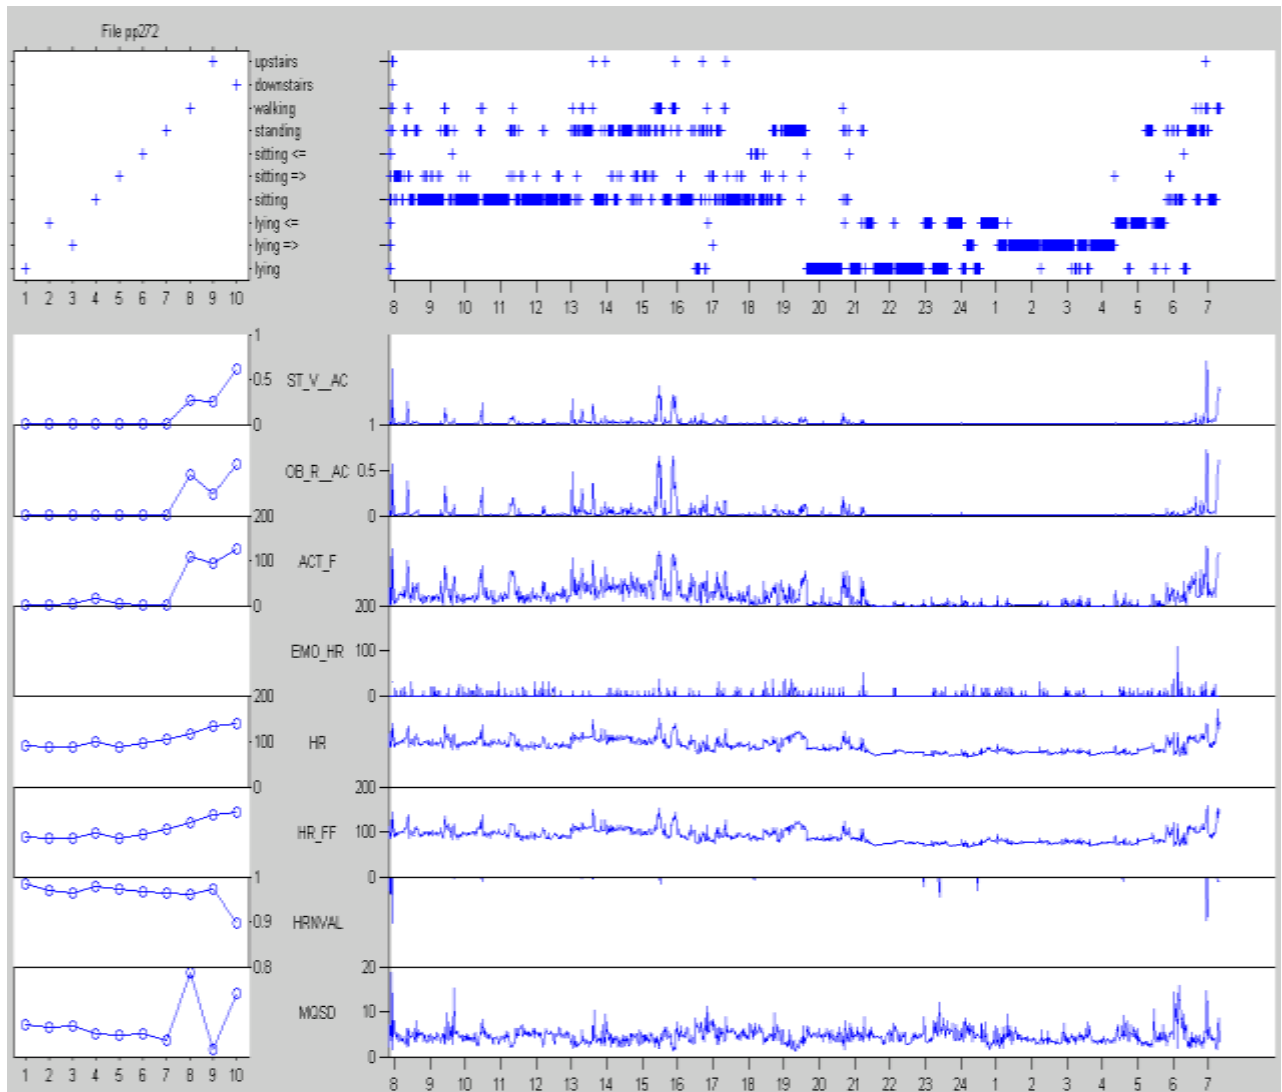 File pp272
upstairs
downstairs
walking
standing
sitting <=
sitting =>
sitting
lying <=
lying =>
lying
1 2 3 4 5 6 7 8 9 10
8 9 10 11 12 13 14 15 16 17 18 19 20 21 22 23 24 1 2 3 4 5 6 7
1
0.5 ST_V__AC
0 1
OB_R_AC 0.5
200 0
100 ACT_F
0 200
EMO_HR 100
200 0
100 HR
0 200
HR_FF 100
1 0
0.9 HRNVAL
0.8 20
MQSD 10
0
1 2 3 4 5 6 7 8 9 10
8 9 10 11 12 13 14 15 16 17 18 19 20 21 22 23 24 1 2 3 4 5 6 7